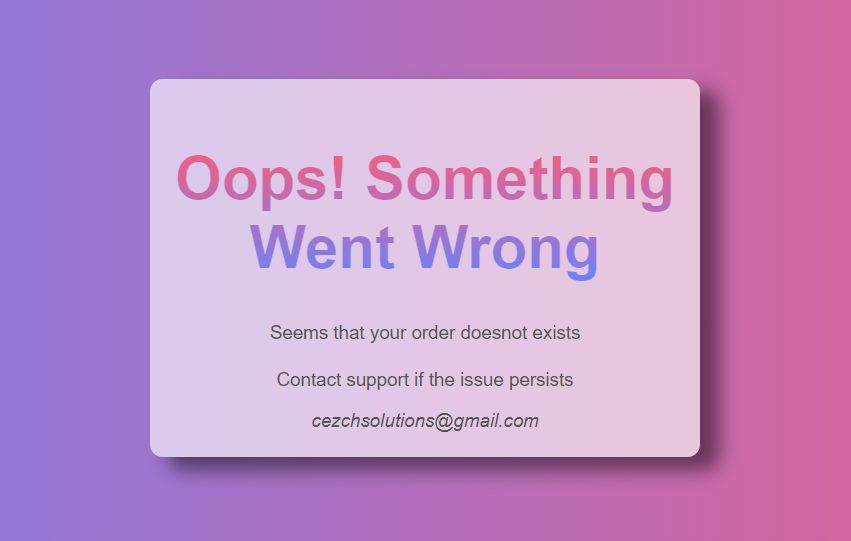 Oops! Something
Went Wrong
Seems that your order doesnot exists
Contact support if the issue persists
cezchsolutions@gmail.com